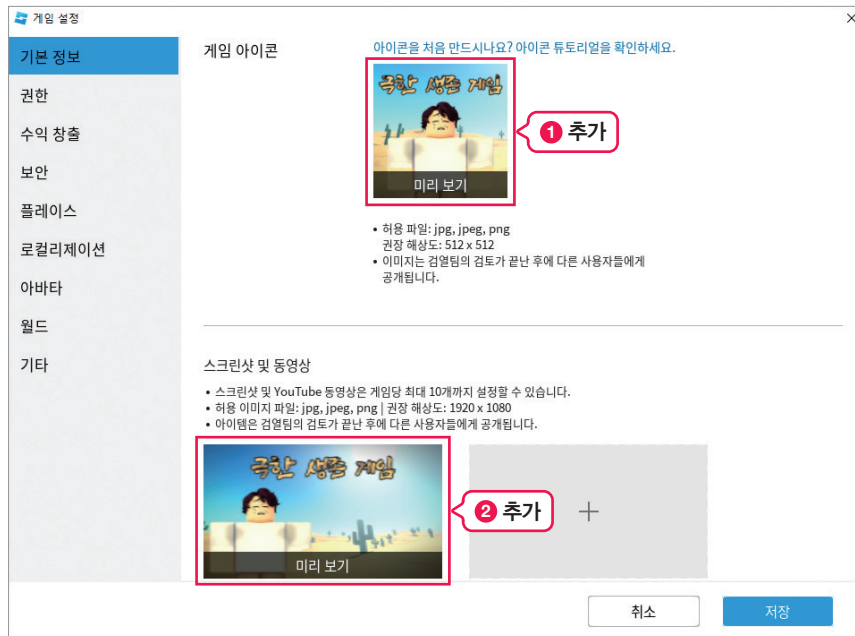 게임 설정
기본 정보
권한
수익 창출
보안
플레이스
로컬리제이션
아바타
월드
기타
게임 아이콘
아이콘을 처음 만드시나요? 아이콘 튜토리얼을 확인하세요.
극한 생존 게임
미리 보기
1 추가
• 허용 파일: jpg, jpeg, png
권장 해상도: 512 x 512
• 이미지는 검열팀의 검토가 끝난 후에 다른 사용자들에게
공개됩니다.
스크린샷 및 동영상
• 스크린샷 및 YouTube 동영상은 게임당 최대 10개까지 설정할 수 있습니다.
• 허용 이미지 파일: jpg, jpeg, png | 권장 해상도: 1920 x 1080
• 아이템은 검열팀의 검토가 끝난 후에 다른 사용자들에게 공개됩니다.
극한 생존 게임
미리 보기
2 추가
취소
저장